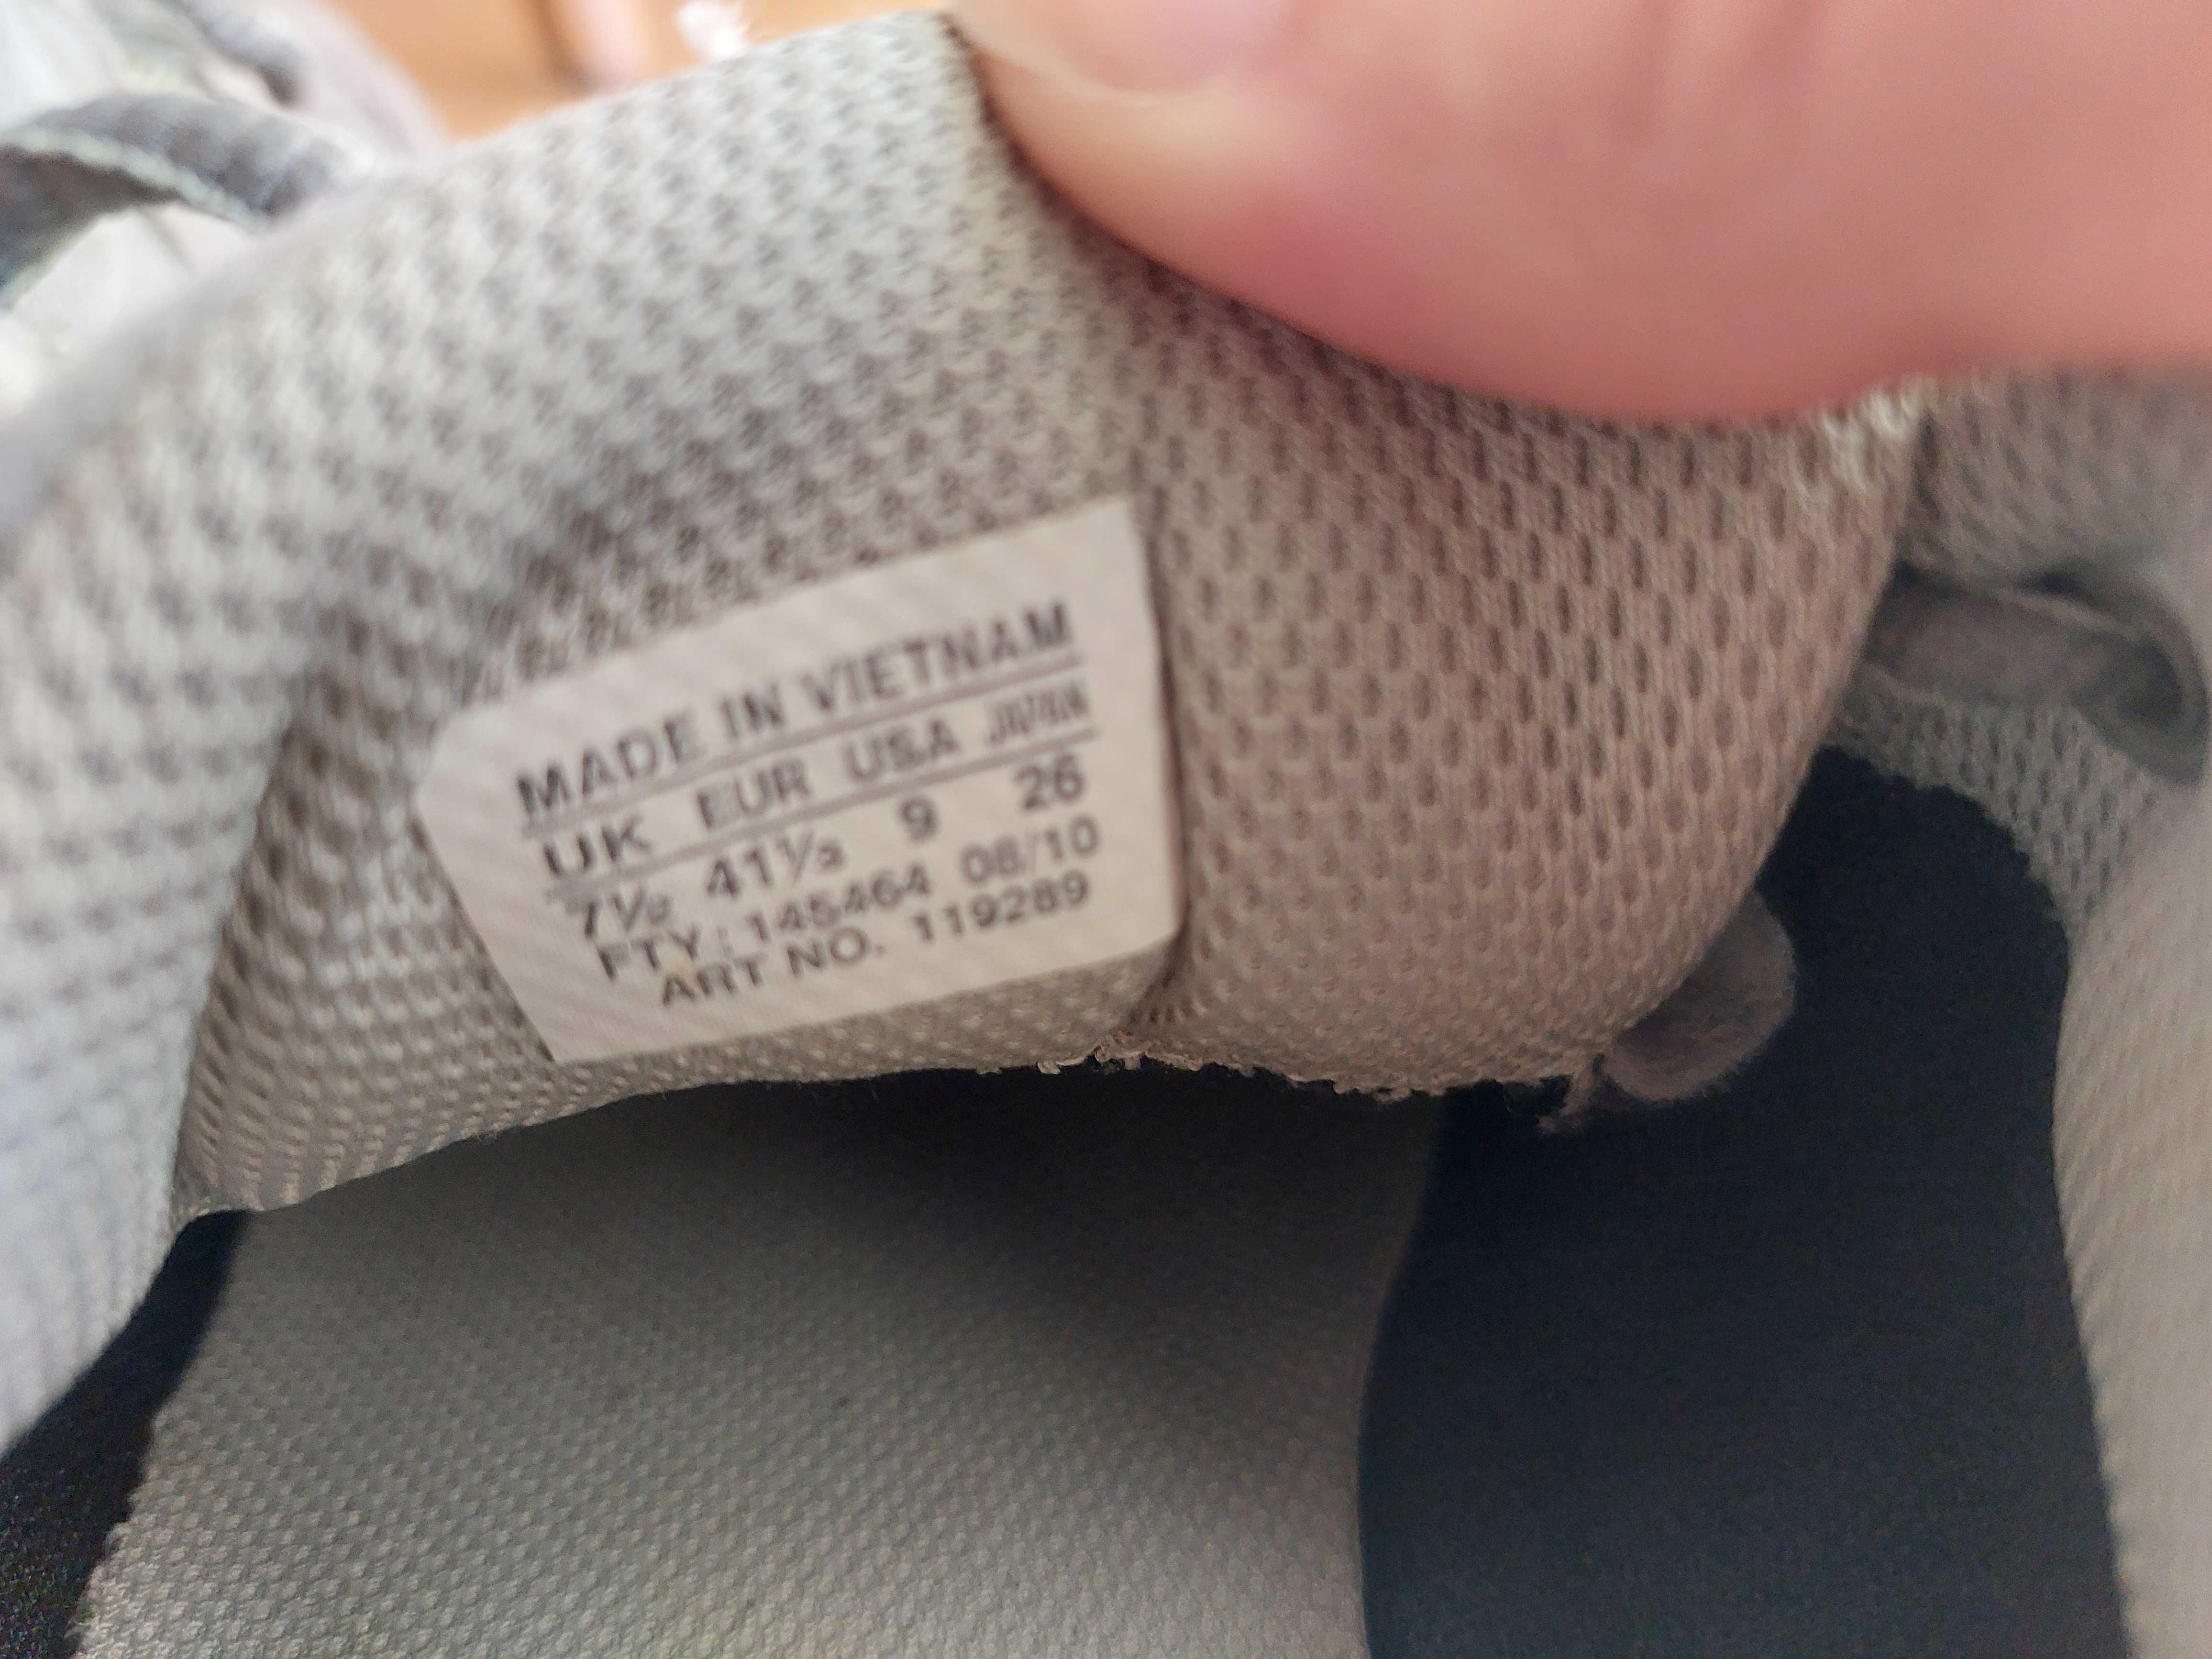 MADE IN VIETNAM
UK EUR USA JAPAN
7½ 41⅓ 9 26
FTY: 145464 08/10
ART NO. 119289